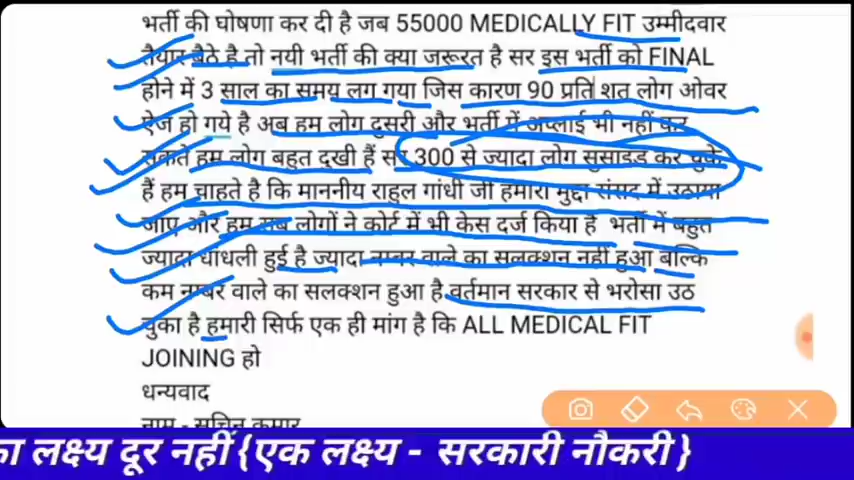 भर्ती की घोषणा कर दी है जब 55000 MEDICALLY FIT उम्मीदवार
तैयार बैठे है तो नयी भर्ती की क्या जरूरत है सर इस भर्ती को FINAL
होने में 3 साल का समय लग गया जिस कारण 90 प्रति शत लोग ओवर
ऐज हो गये है अब हम लोग दुसरी और भर्ती में अप्लाई भी नहीं कर
सकते हम लोग बहुत दुखी हैं सर 300 से ज्यादा लोग सुसाइड कर चुके
हैं हम चाहते है कि माननीय राहुल गांधी जी हमारा मुद्दा संसद में उठाया
जाए और हम सब लोगों ने कोर्ट में भी केस दर्ज किया है भर्ती में बहुत
ज्यादा धांधली हुई है ज्यादा नम्बर वाले का सलक्शन नहीं हुआ बल्कि
कम नम्बर वाले का सलक्शन हुआ है वर्तमान सरकार से भरोसा उठ
चुका है हमारी सिर्फ एक ही मांग है कि ALL MEDICAL FIT
JOINING हो
धन्यवाद
नाम - सचिन कुमार
का लक्ष्य दूर नहीं {एक लक्ष्य - सरकारी नौकरी }